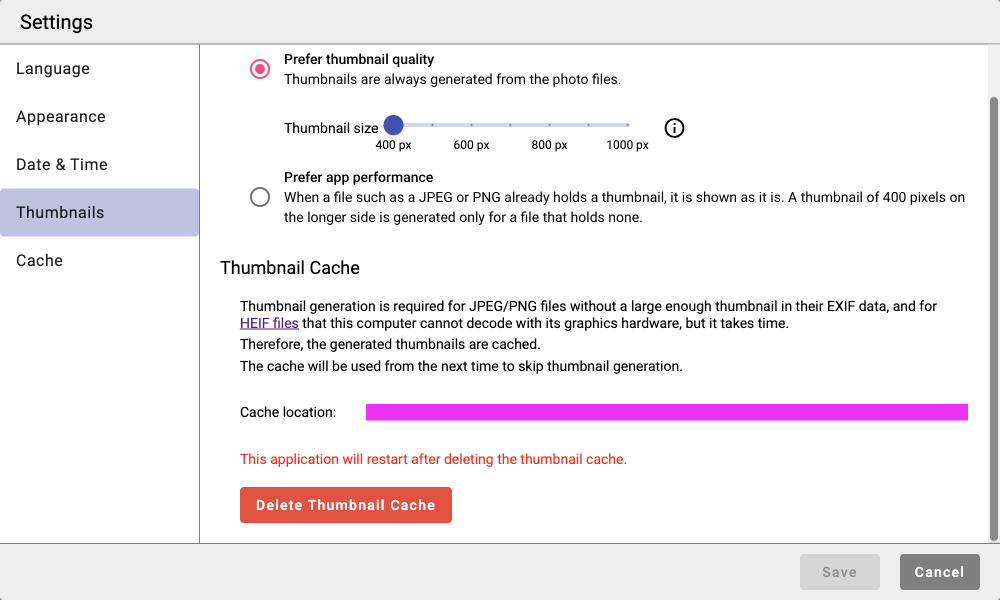 Settings
Language
Appearance
Date & Time
Thumbnails
Cache
Prefer thumbnail quality
Thumbnails are always generated from the photo files.
Thumbnail size
400 px
600 px
800 px
1000 px
Prefer app performance
When a file such as a JPEG or PNG already holds a thumbnail, it is shown as it is. A thumbnail of 400 pixels on
the longer side is generated only for a file that holds none.
Thumbnail Cache
Thumbnail generation is required for JPEG/PNG files without a large enough thumbnail in their EXIF data, and for
HEIF files that this computer cannot decode with its graphics hardware, but it takes time.
Therefore, the generated thumbnails are cached.
The cache will be used from the next time to skip thumbnail generation.
Cache location:
This application will restart after deleting the thumbnail cache.
Delete Thumbnail Cache
Save
Cancel